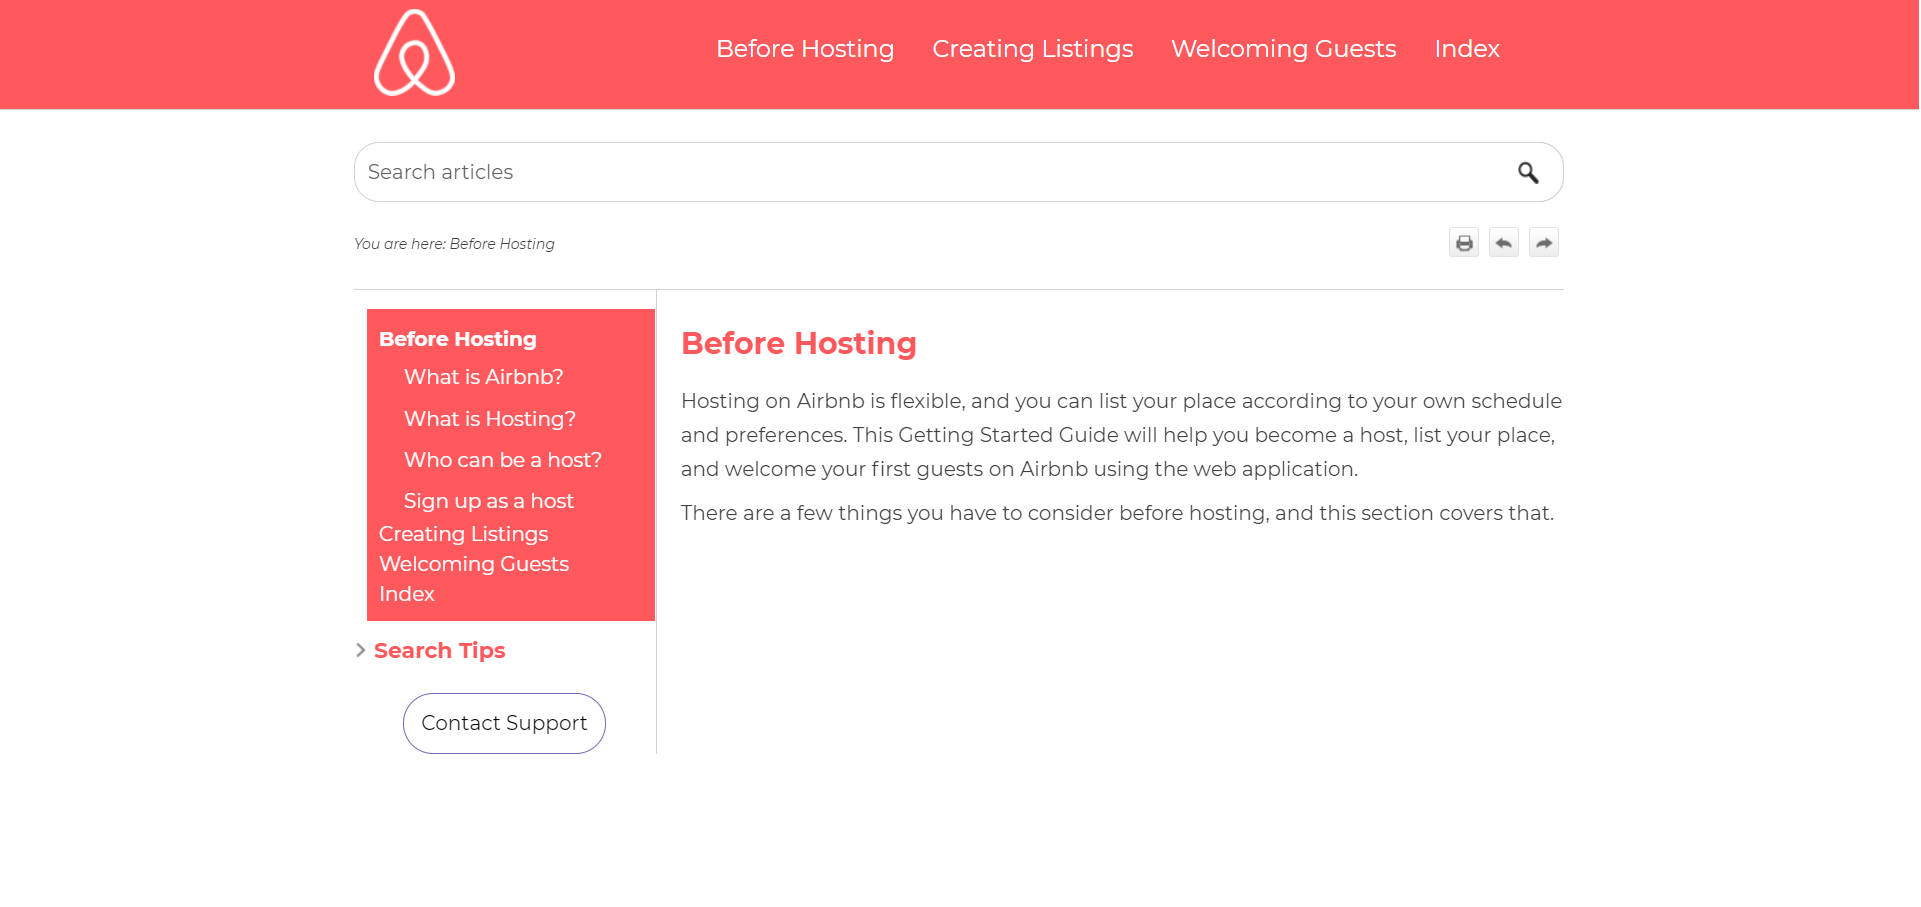 Before Hosting Creating Listings Welcoming Guests Index
Search articles
You are here: Before Hosting
Before Hosting
What is Airbnb?
What is Hosting?
Who can be a host?
Sign up as a host
Creating Listings
Welcoming Guests
Index
Search Tips
Contact Support
Before Hosting
Hosting on Airbnb is flexible, and you can list your place according to your own schedule
and preferences. This Getting Started Guide will help you become a host, list your place,
and welcome your first guests on Airbnb using the web application.
There are a few things you have to consider before hosting, and this section covers that.